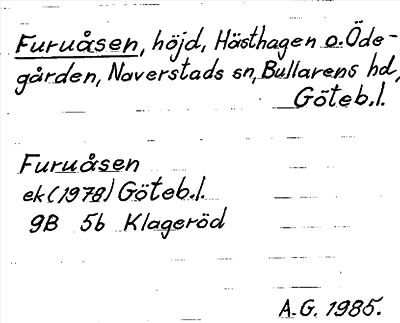 Furuåsen, höjd, Hästhagen o. Öde-
gården, Naverstads sn, Bullarens hd,
Göteb.l.
Furuåsen
ek (1978) Göteb.l.
9B 5b Klageröd
A.G. 1985.